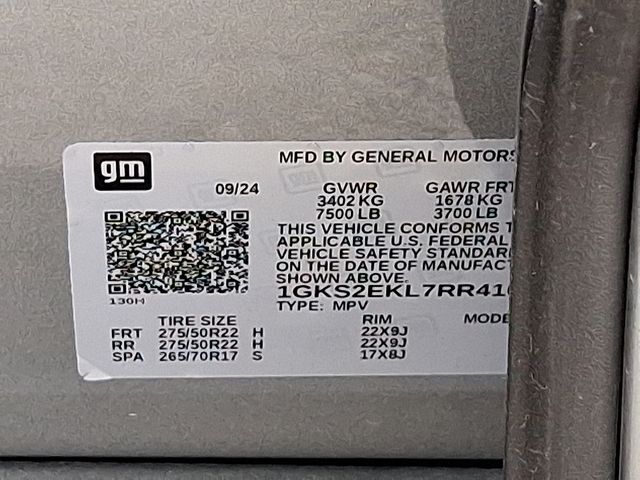 gm
MFD BY GENERAL MOTORS
09/24
GVWR GAWR FRT
3402 KG 1678 KG
7500 LB 3700 LB
THIS VEHICLE CONFORMS T
APPLICABLE U.S. FEDERAL
VEHICLE SAFETY STANDAR
ON THE DATE OF MANUFAC
SHOWN ABOVE.
1GKS2EKL7RR41
130H
TYPE: MPV
TIRE SIZE RIM MODE
FRT 275/50R22 H 22X9J
RR 275/50R22 H 22X9J
SPA 265/70R17 S 17X8J